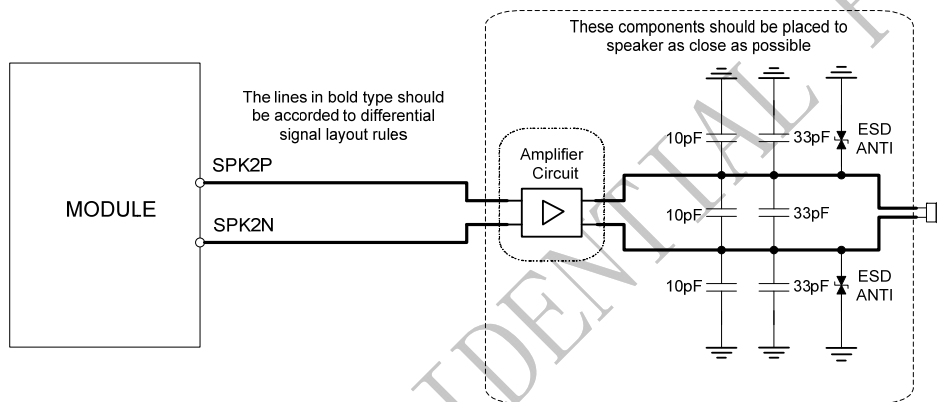 These components should be placed to
speaker as close as possible
The lines in bold type should
be accorded to differential
signal layout rules
10pF
33pF
ESD
ANTI
Amplifier
Circuit
SPK2P
MODULE
10pF
33pF
SPK2N
10pF
33pF
ESD
ANTI
IDENTIAL